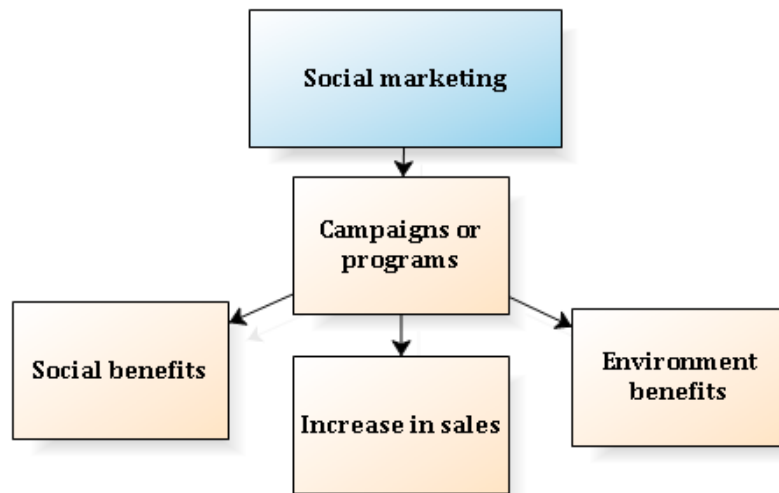 Social marketing
Campaigns or
programs
Social benefits
Increase in sales
Environment
benefits